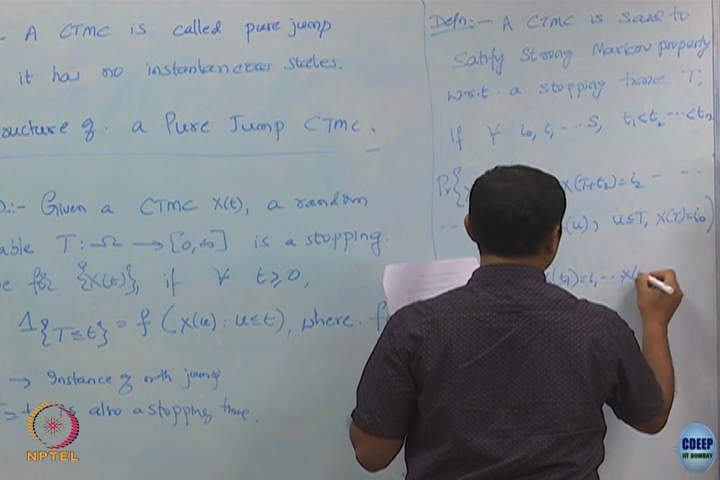 - A CTMC is called pure jump
it has no instantaneous states.
ructure of a Pure Jump CTMC.
:- Given a CTMC X(t), a random
able T: Ω → [0,∞] is a stopping
e for {X(t)}, if ∀ t≥0,
1{T≤t} = f (X(u): u≤t), where f
→ Instance of nth jump
is also a stopping time.
Defn:- A CTMC is said to
Satisfy Strong Markov property
w.r.t. a stopping time T,
If ∀ i0, i1 ... S, t1<t2 ... <tn
Pr{ X(T+t2)=i2 - ..
.. (u), u≤T, X(T)=i0)
(t1)=i1 ... X(t
NPTEL
CDEEP
IIT BOMBAY